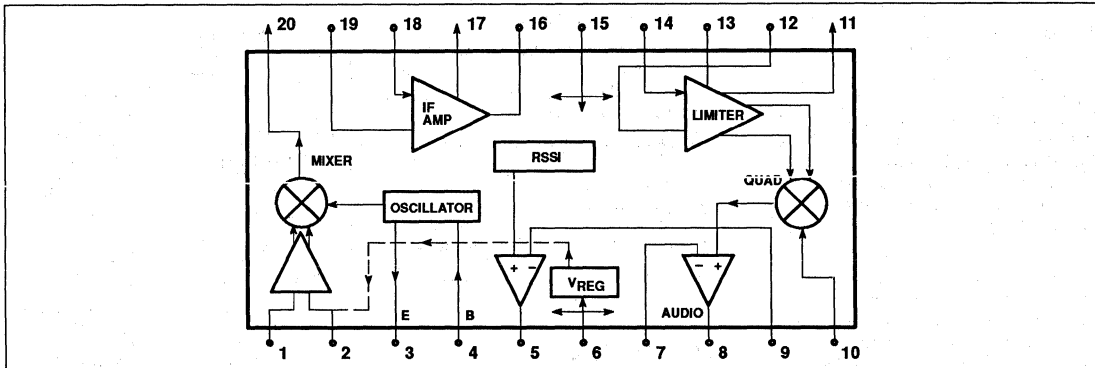 20 19 18 17 16 15 14 13 12 11
IF
AMP
LIMITER
RSSI
MIXER
QUAD
OSCILLATOR
+ −
− +
VREG
E B AUDIO
1 2 3 4 5 6 7 8 9 10